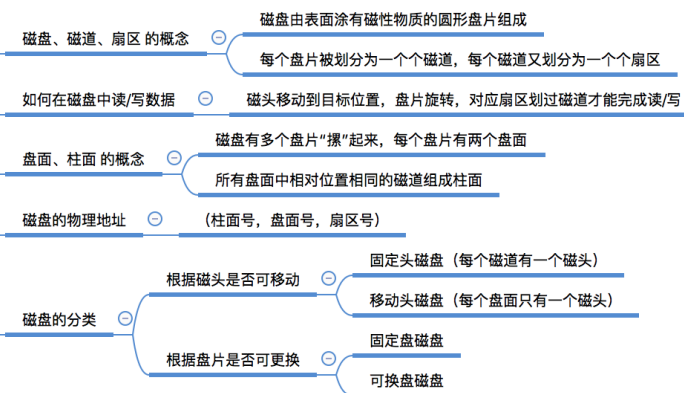 磁盘、磁道、扇区 的概念
磁盘由表面涂有磁性物质的圆形盘片组成
每个盘片被划分为一个个磁道，每个磁道又划分为一个个扇区
如何在磁盘中读/写数据
磁头移动到目标位置，盘片旋转，对应扇区划过磁道才能完成读/写
盘面、柱面 的概念
磁盘有多个盘片“摞”起来，每个盘片有两个盘面
所有盘面中相对位置相同的磁道组成柱面
磁盘的物理地址
（柱面号，盘面号，扇区号）
磁盘的分类
根据磁头是否可移动
固定头磁盘（每个磁道有一个磁头）
移动头磁盘（每个盘面只有一个磁头）
根据盘片是否可更换
固定盘磁盘
可换盘磁盘